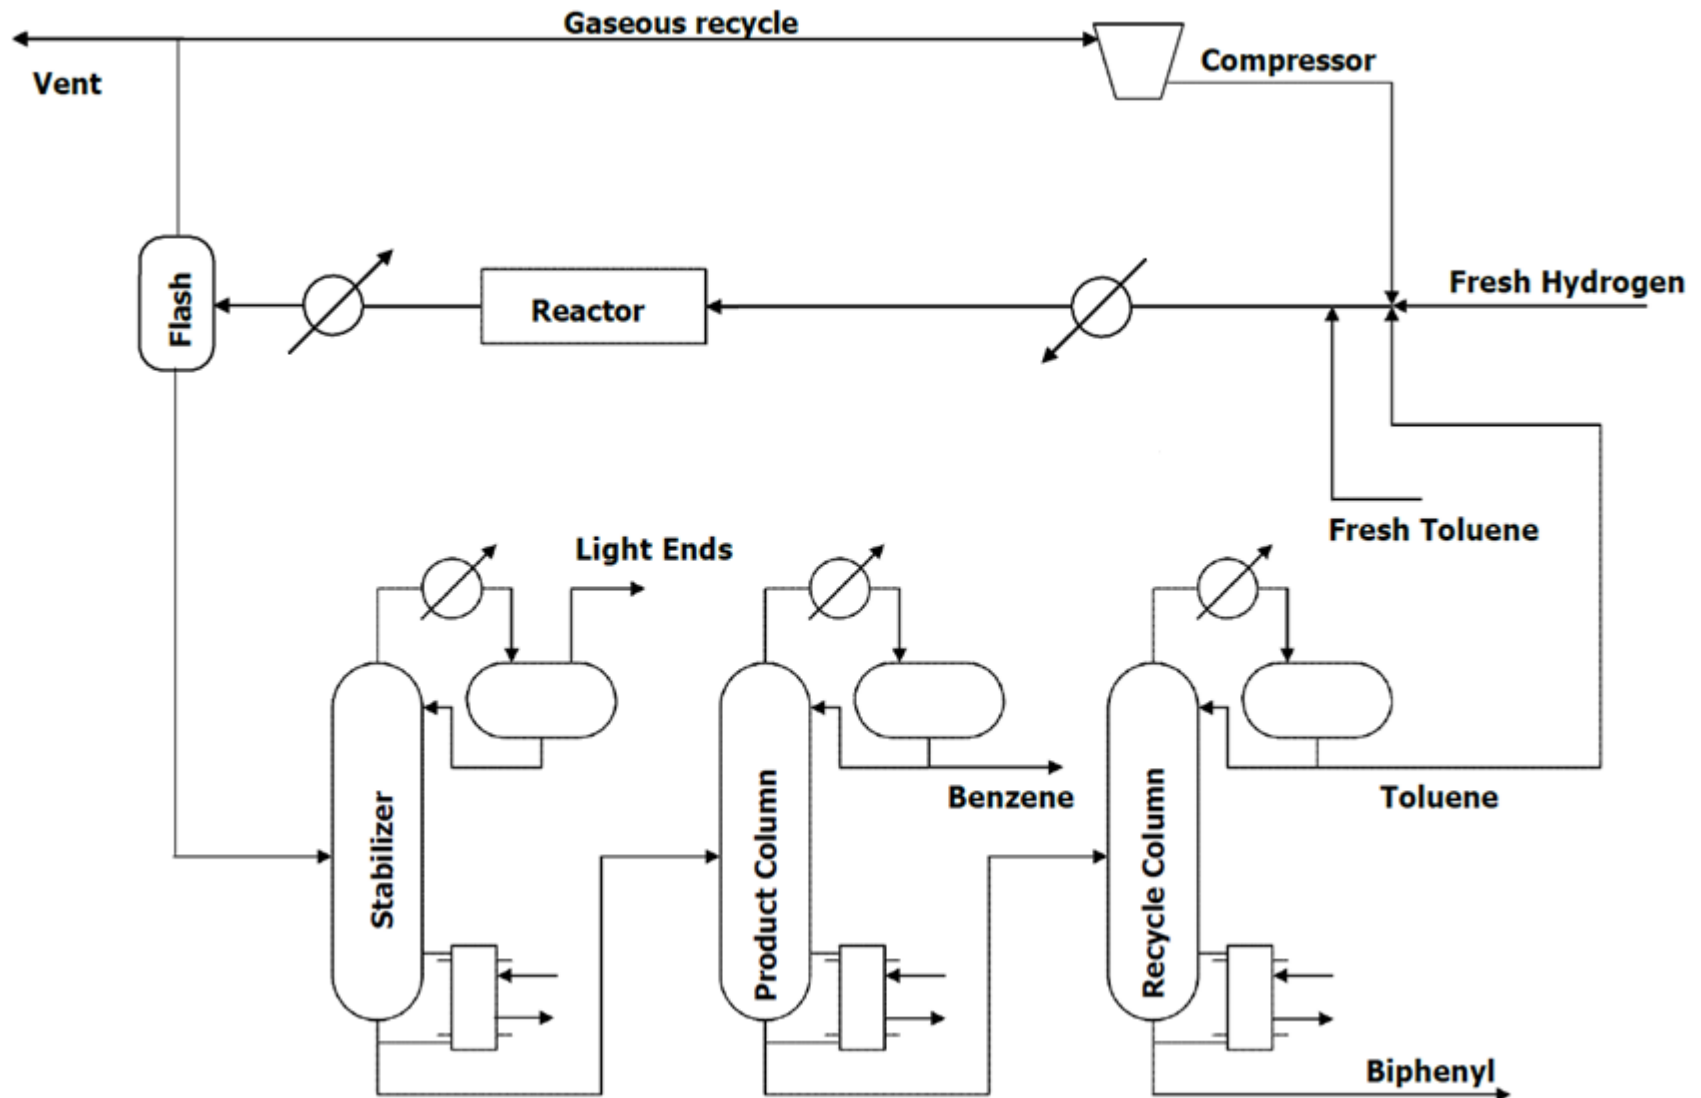 Gaseous recycle
Vent
Compressor
Flash
Reactor
Fresh Hydrogen
Fresh Toluene
Light Ends
Stabilizer
Product Column
Benzene
Recycle Column
Toluene
Biphenyl